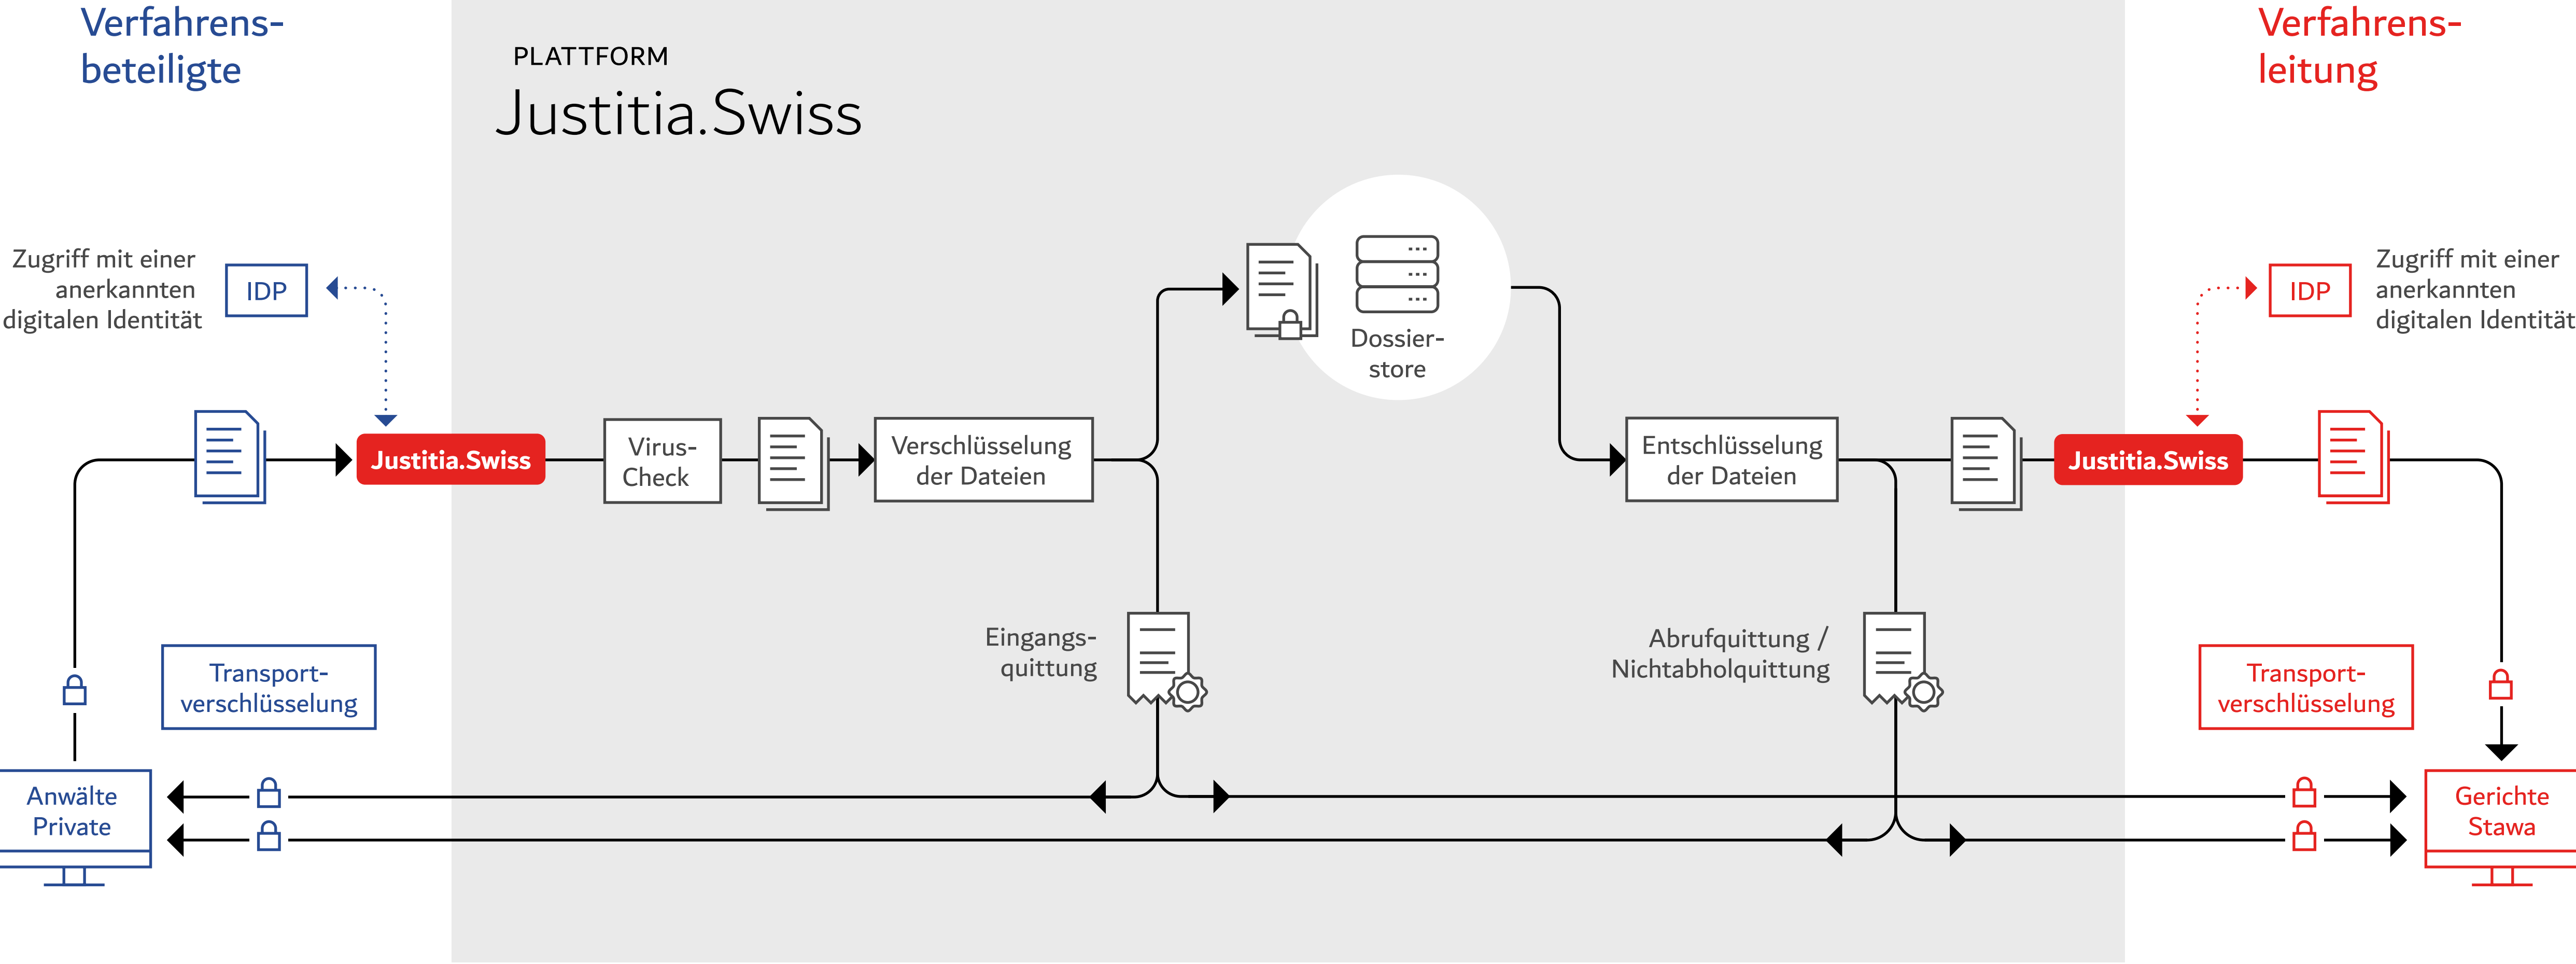 Verfahrens-
beteiligte
PLATTFORM
Justitia.Swiss
Verfahrens-
leitung
Zugriff mit einer
anerkannten
digitalen Identität
IDP
Dossier-
store
IDP
Zugriff mit einer
anerkannten
digitalen Identität
Justitia.Swiss
Virus-
Check
Verschlüsselung
der Dateien
Entschlüsselung
der Dateien
Justitia.Swiss
Transport-
verschlüsselung
Eingangs-
quittung
Abrufquittung /
Nichtabholquittung
Transport-
verschlüsselung
Anwälte
Private
Gerichte
Stawa